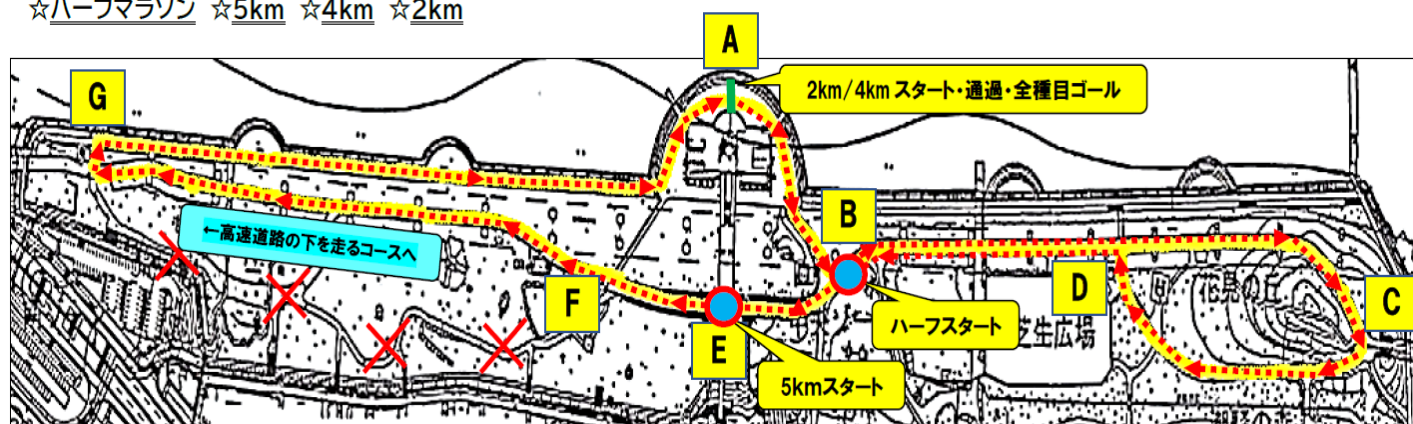 ☆ハーフマラソン ☆5km ☆4km ☆2km
A
2km/4km スタート・通過・全種目ゴール
G
B
←高速道路の下を走るコースへ
F
D
花見の丘
C
ハーフスタート
芝生広場
E
5kmスタート